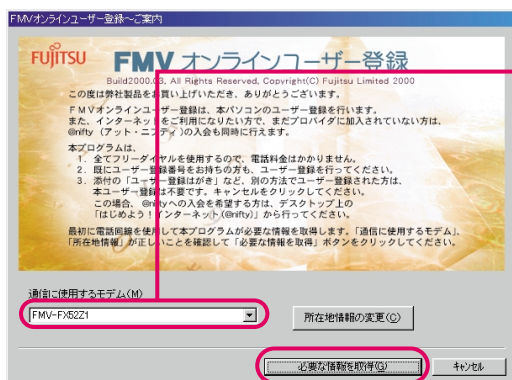 FMVオンラインユーザー登録～ご案内
FUJITSU
FMV オンラインユーザー登録
Build2000.03, All Rights Reserved, Copyright(C) Fujitsu Limited 2000
この度は弊社製品をお買い上げいただき、ありがとうございます。
FMVオンラインユーザー登録は、本パソコンのユーザー登録を行います。
また、インターネットをご利用になりたい方で、まだプロバイダに加入されていない方は、
@nifty (アット・ニフティ)の入会も同時に行えます。
本プログラムは、
1. 全てフリーダイヤルを使用するので、電話料金はかかりません。
2. 既にユーザー登録番号をお持ちの方も、ユーザー登録を行ってください。
3. 添付の「ユーザー登録はがき」など、別の方法でユーザー登録された方は、
本ユーザー登録は不要です。キャンセルをクリックしてください。
この場合、@niftyへの入会を希望する方は、デスクトップ上の
「はじめよう!インターネット(@nifty)」から行ってください。
最初に電話回線を使用して本プログラムが必要な情報を取得します。「通信に使用するモデム」、
「所在地情報」が正しいことを確認して「必要な情報を取得」ボタンをクリックしてください。
通信に使用するモデム(M)
FMV-FX52Z1
所在地情報の変更(C)
必要な情報を取得(G)
キャンセル